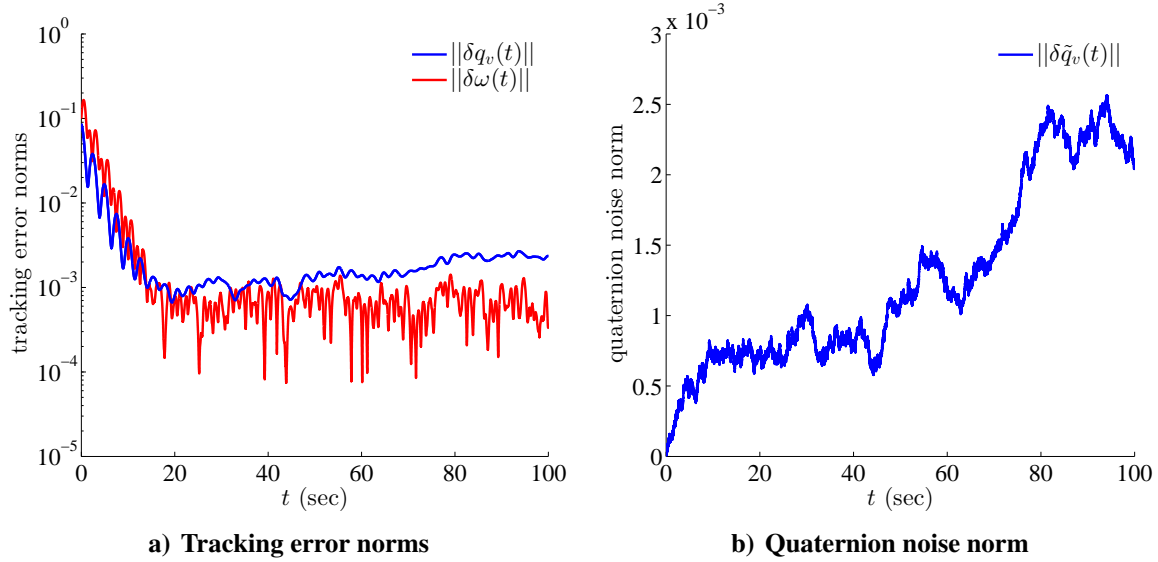 10⁰
10⁻¹
10⁻²
10⁻³
10⁻⁴
10⁻⁵
0 20 40 60 80 100
t (sec)
tracking error norms
||δq_v(t)||
||δω(t)||
a) Tracking error norms
x 10⁻³
3
2.5
2
1.5
1
0.5
0
0 20 40 60 80 100
t (sec)
quaternion noise norm
||δq̃_v(t)||
b) Quaternion noise norm